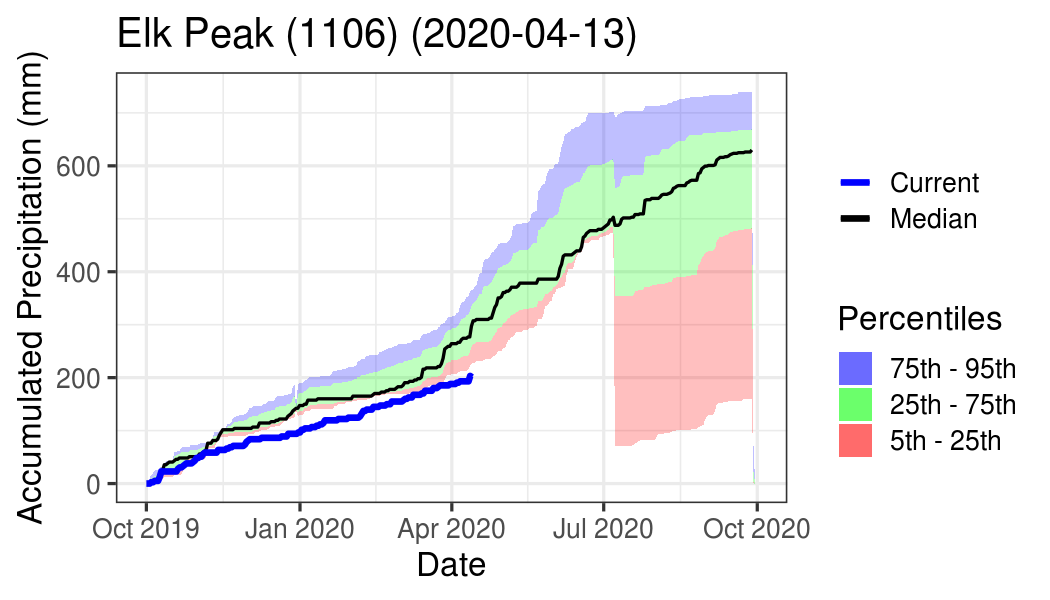 Elk Peak (1106) (2020-04-13)
Accumulated Precipitation (mm)
600
400
200
0
Oct 2019 Jan 2020 Apr 2020 Jul 2020 Oct 2020
Date
Current
Median
Percentiles
75th - 95th
25th - 75th
5th - 25th